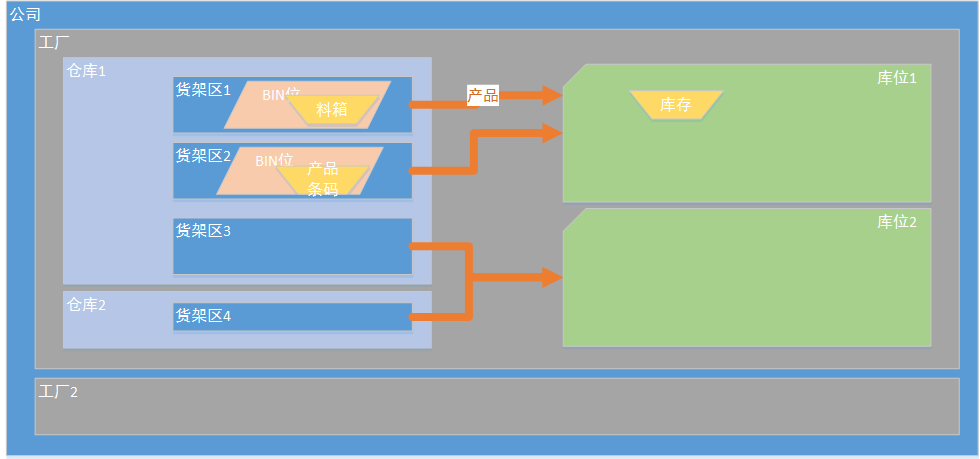 公司
工厂
仓库1
货架区1
BIN位
料箱
产品
库位1
库存
货架区2
BIN位
产品
条码
货架区3
库位2
仓库2
货架区4
工厂2